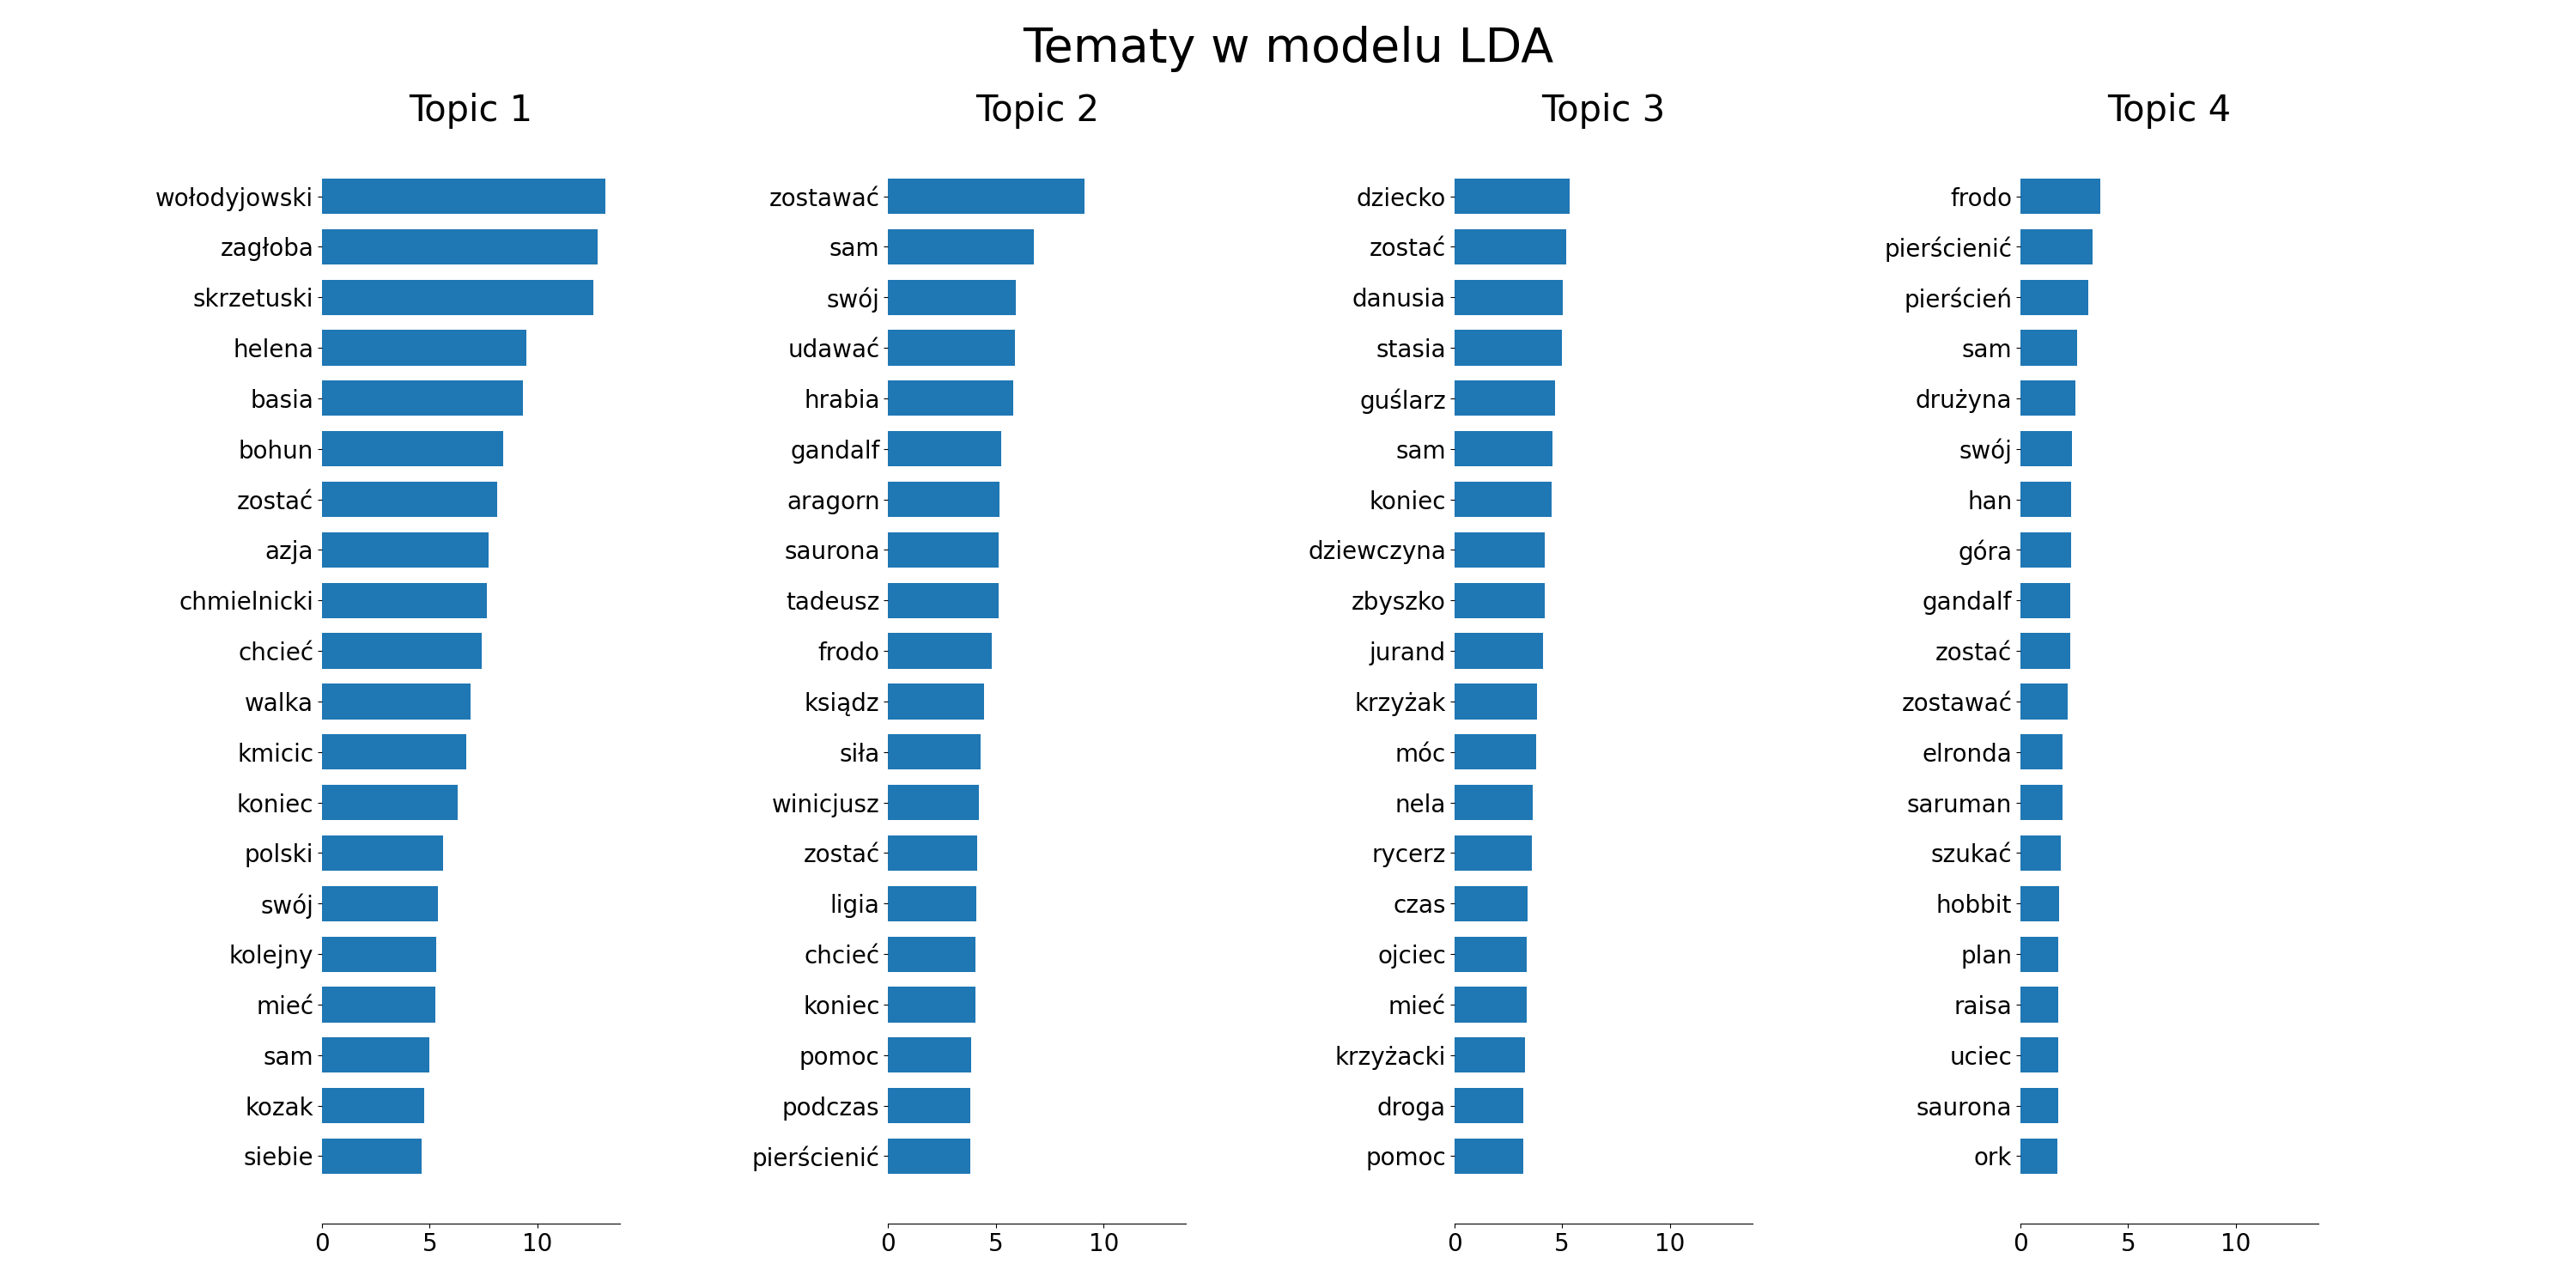 Tematy w modelu LDA
Topic 1
wołodyjowski
zagłoba
skrzetuski
helena
basia
bohun
zostać
azja
chmielnicki
chcieć
walka
kmicic
koniec
polski
swój
kolejny
mieć
sam
kozak
siebie
0 5 10
Topic 2
zostawać
sam
swój
udawać
hrabia
gandalf
aragorn
saurona
tadeusz
frodo
ksiądz
siła
winicjusz
zostać
ligia
chcieć
koniec
pomoc
podczas
pierścienić
0 5 10
Topic 3
dziecko
zostać
danusia
stasia
guślarz
sam
koniec
dziewczyna
zbyszko
jurand
krzyżak
móc
nela
rycerz
czas
ojciec
mieć
krzyżacki
droga
pomoc
0 5 10
Topic 4
frodo
pierścienić
pierścień
sam
drużyna
swój
han
góra
gandalf
zostać
zostawać
elronda
saruman
szukać
hobbit
plan
raisa
uciec
saurona
ork
0 5 10